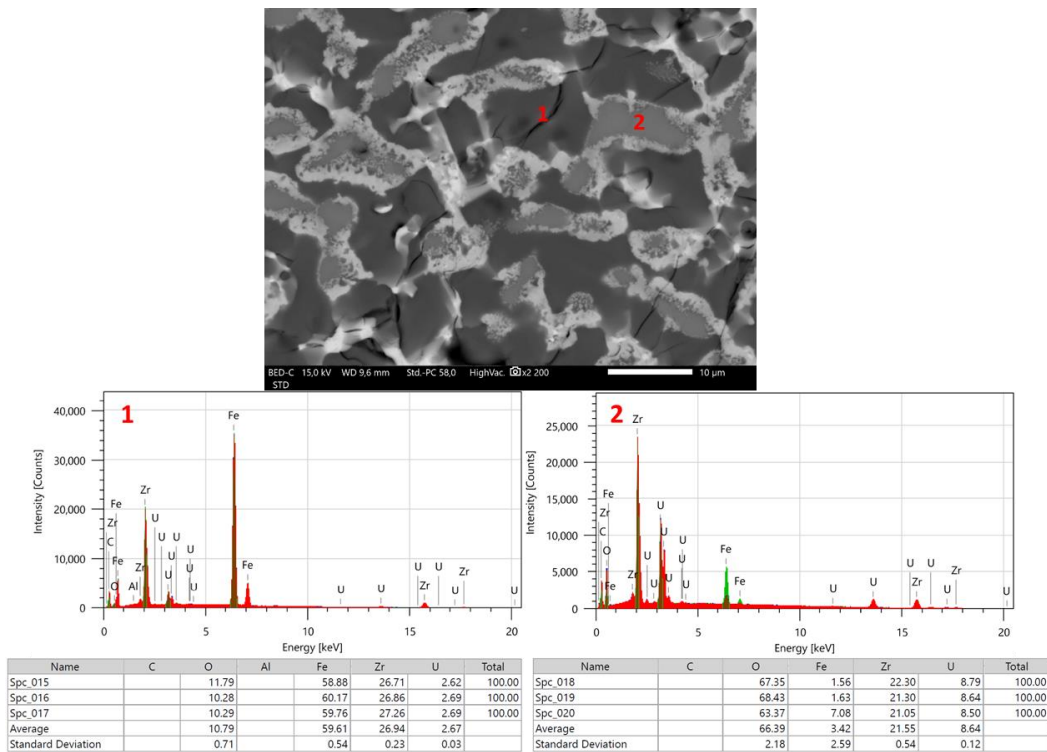 1
2
BED-C 15,0 kV WD 9,6 mm Std.-PC 58,0 HighVac. x2 200 10 µm
STD
1
Intensity [Counts]
40,000
30,000
20,000
10,000
0
Fe
Zr
C
O
Fe
Fe
Al
Zr
Zr
U
U
U
U
U
U
U
U
U
Fe
Fe
U
U
U
Zr
U
U
Zr
U
0 5 10 15 20
Energy [keV]
2
Intensity [Counts]
25,000
20,000
15,000
10,000
5,000
0
Fe
Zr
C
O
Fe
Zr
Zr
U
U
U
U
U
U
U
U
Fe
Fe
U
U
U
Zr
U
U
Zr
U
0 5 10 15 20
Energy [keV]
Name C O Al Fe Zr U Total
Spc_015 11.79 58.88 26.71 2.62 100.00
Spc_016 10.28 60.17 26.86 2.69 100.00
Spc_017 10.29 59.76 27.26 2.69 100.00
Average 10.79 59.61 26.94 2.67
Standard Deviation 0.71 0.54 0.23 0.03
Name C O Fe Zr U Total
Spc_018 67.35 1.56 22.30 8.79 100.00
Spc_019 68.43 1.63 21.30 8.64 100.00
Spc_020 63.37 7.08 21.05 8.50 100.00
Average 66.39 3.42 21.55 8.64
Standard Deviation 2.18 2.59 0.54 0.12